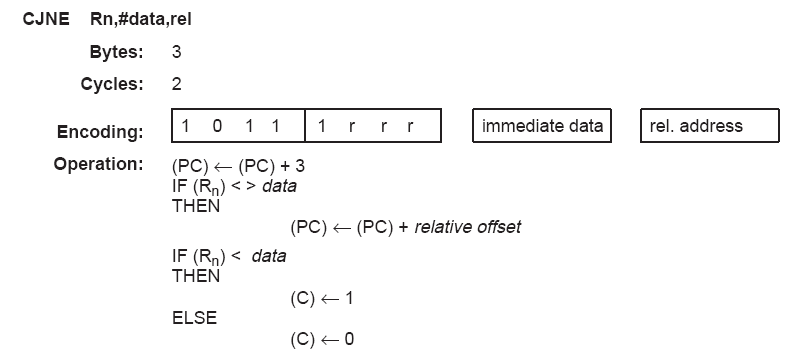 CJNE Rn,#data,rel
Bytes: 3
Cycles: 2
Encoding: 1 0 1 1 1 r r r immediate data rel. address
Operation: (PC) ← (PC) + 3
IF (Rn) < > data
THEN
(PC) ← (PC) + relative offset
IF (Rn) < data
THEN
(C) ← 1
ELSE
(C) ← 0